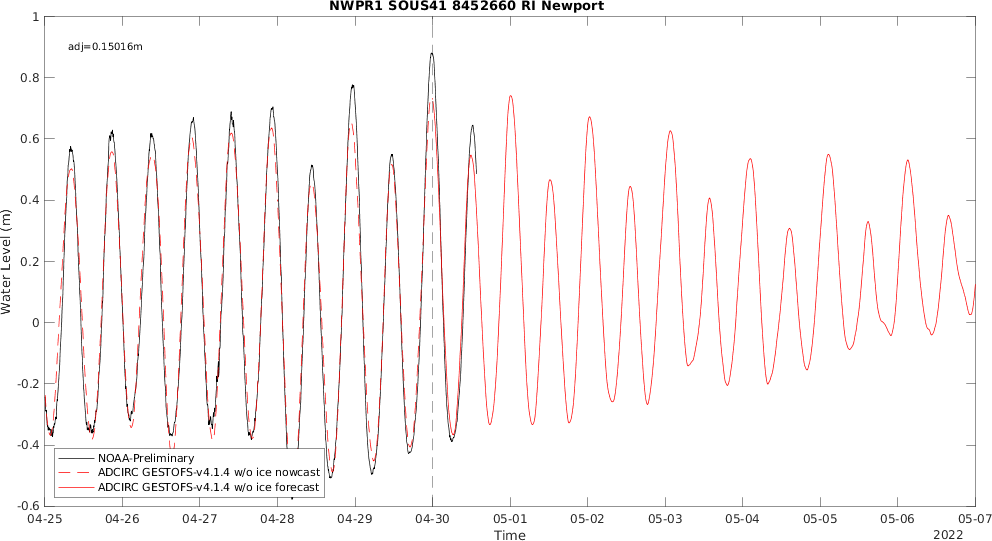 NWPR1 SOUS41 8452660 RI Newport
adj=0.15016m
Water Level (m)
1
0.8
0.6
0.4
0.2
0
-0.2
-0.4
-0.6
NOAA-Preliminary
ADCIRC GESTOFS-v4.1.4 w/o ice nowcast
ADCIRC GESTOFS-v4.1.4 w/o ice forecast
04-25 04-26 04-27 04-28 04-29 04-30 05-01 05-02 05-03 05-04 05-05 05-06 05-07
Time
2022